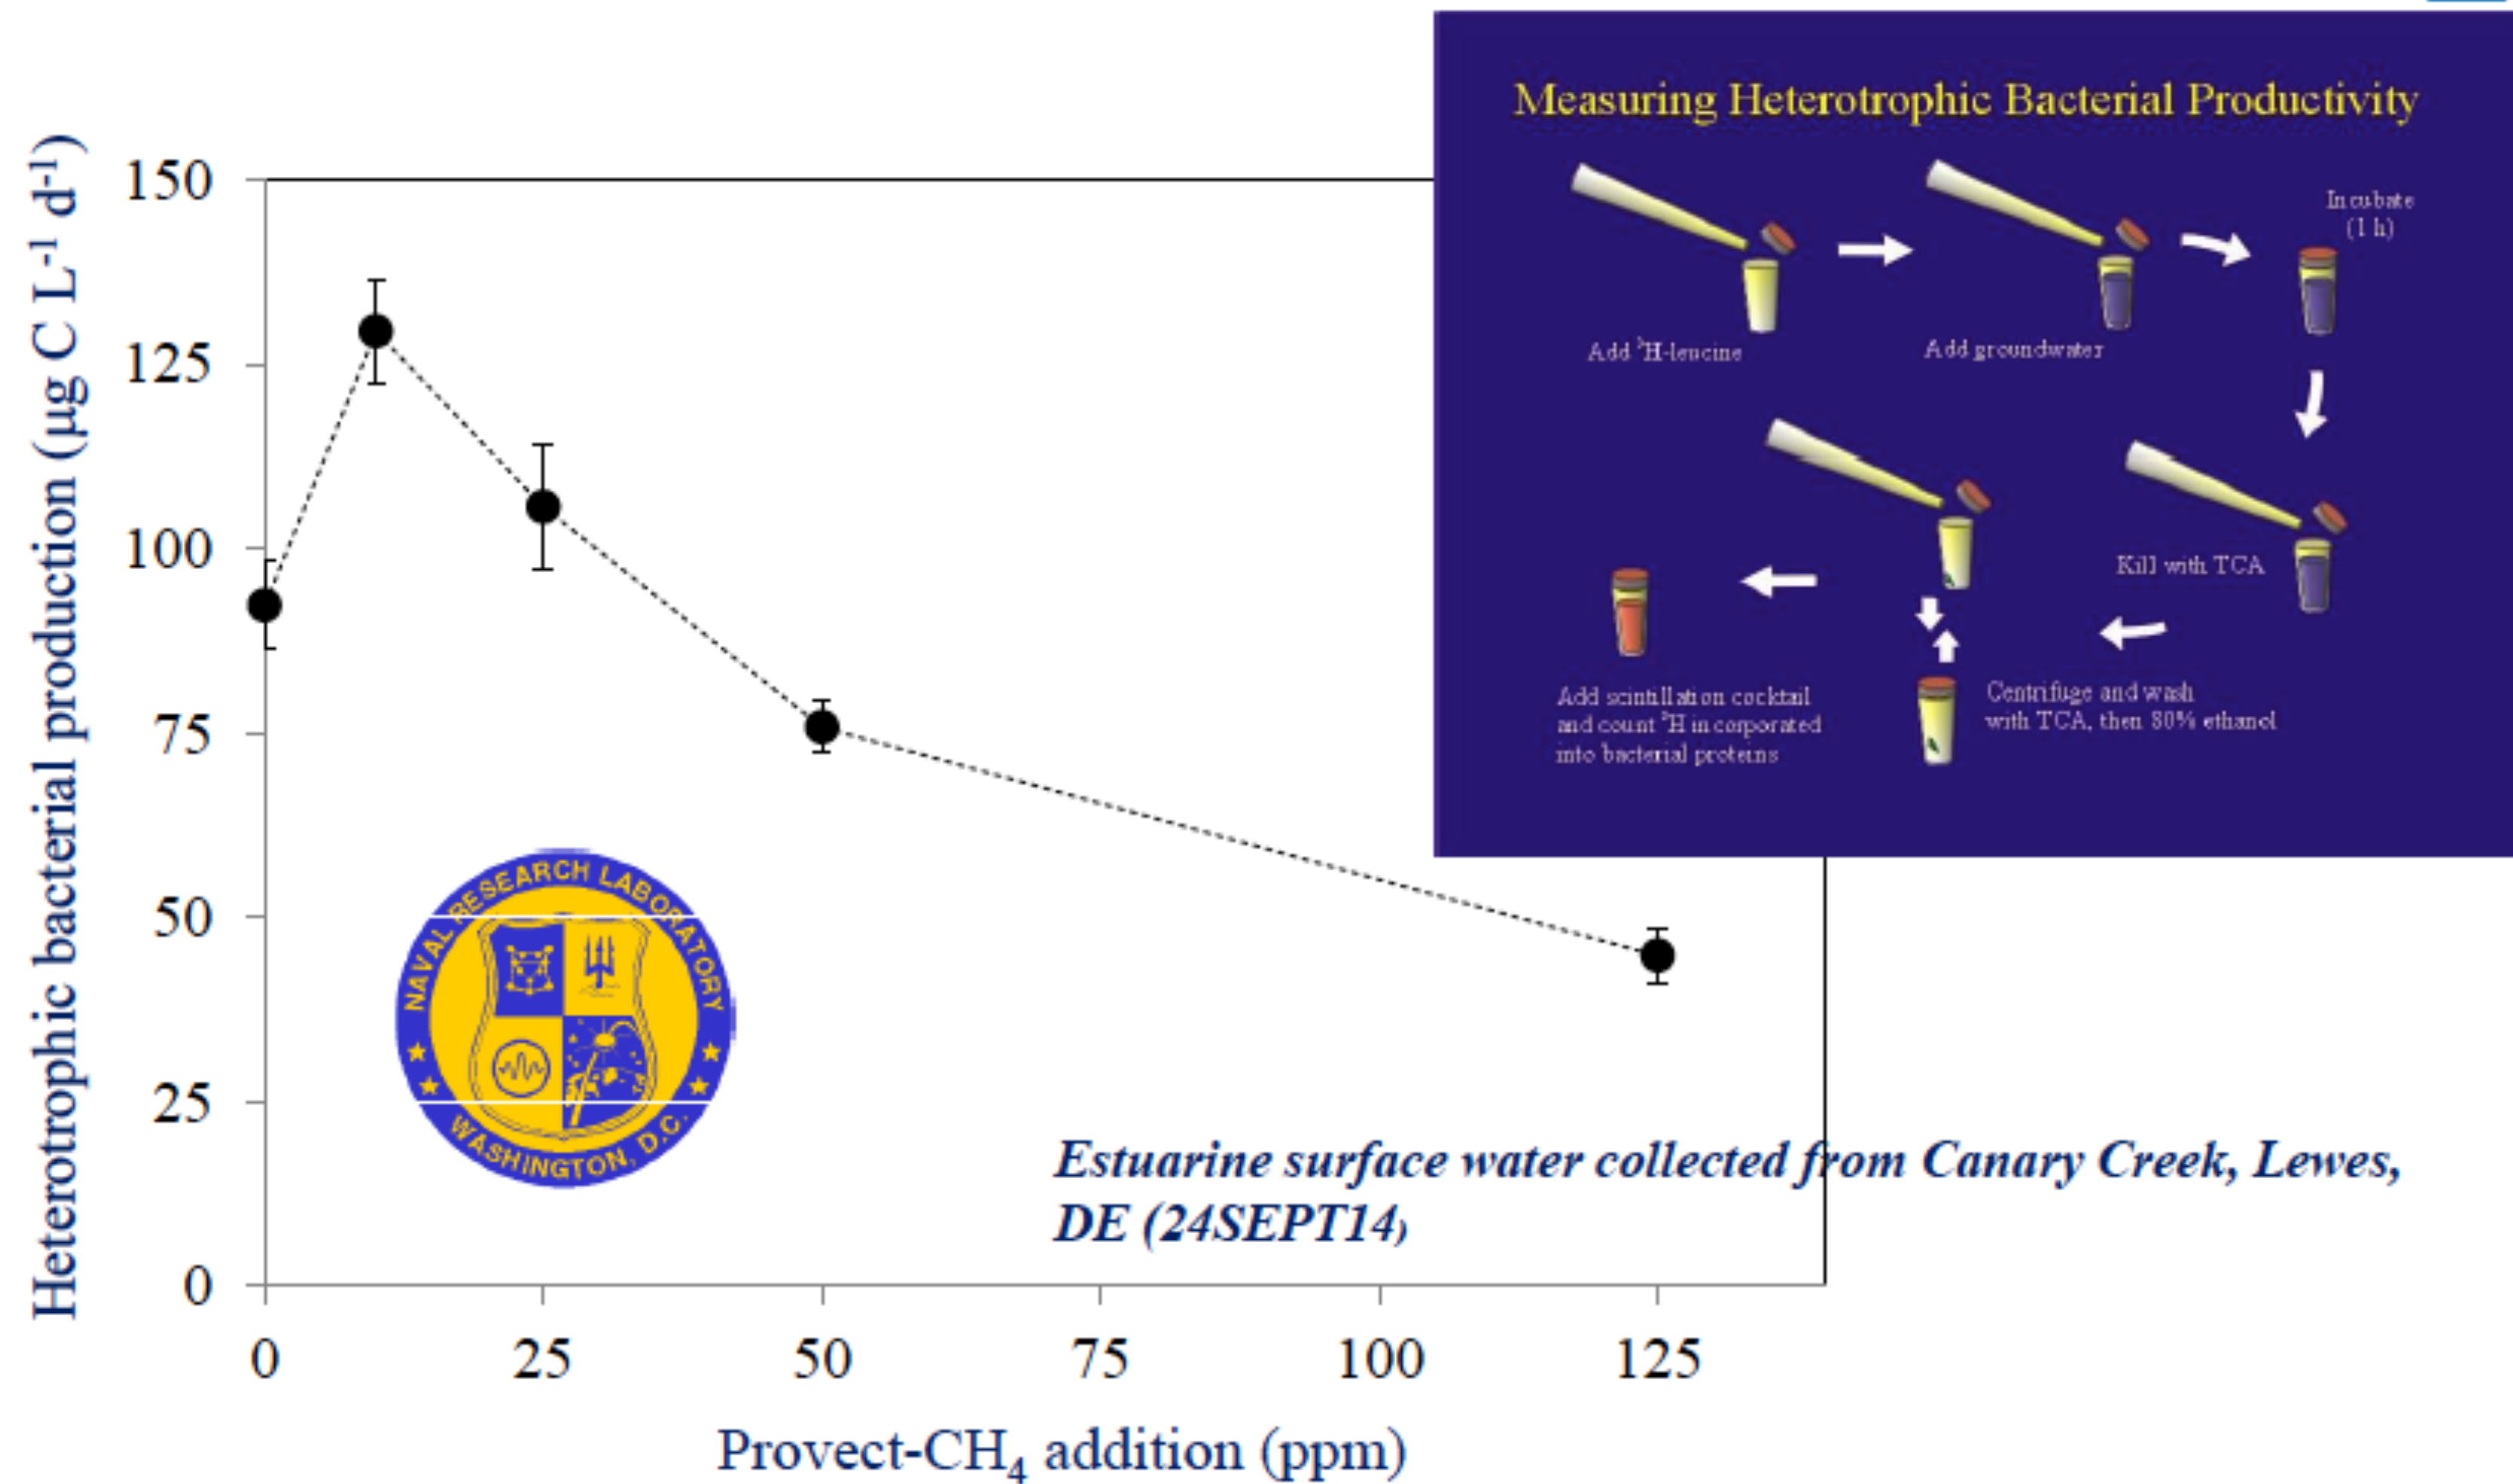 Measuring Heterotrophic Bacterial Productivity
Add ³H-leucine
Add groundwater
Incubate
(1 h)
Kill with TCA
Centrifuge and wash
with TCA, then 80% ethanol
Add scintillation cocktail
and count ³H incorporated
into bacterial proteins
Heterotrophic bacterial production (µg C L⁻¹ d⁻¹)
150
125
100
75
50
25
0
NAVAL RESEARCH LABORATORY
WASHINGTON, D.C.
Estuarine surface water collected from Canary Creek, Lewes,
DE (24SEPT14)
0 25 50 75 100 125
Provect-CH₄ addition (ppm)